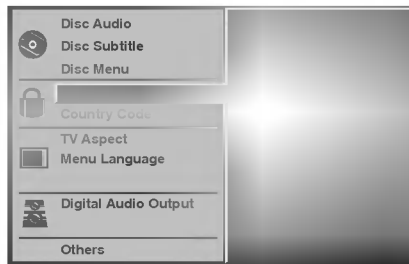 Disc Audio
Disc Subtitle
Disc Menu
Country Code
TV Aspect
Menu Language
Digital Audio Output
Others